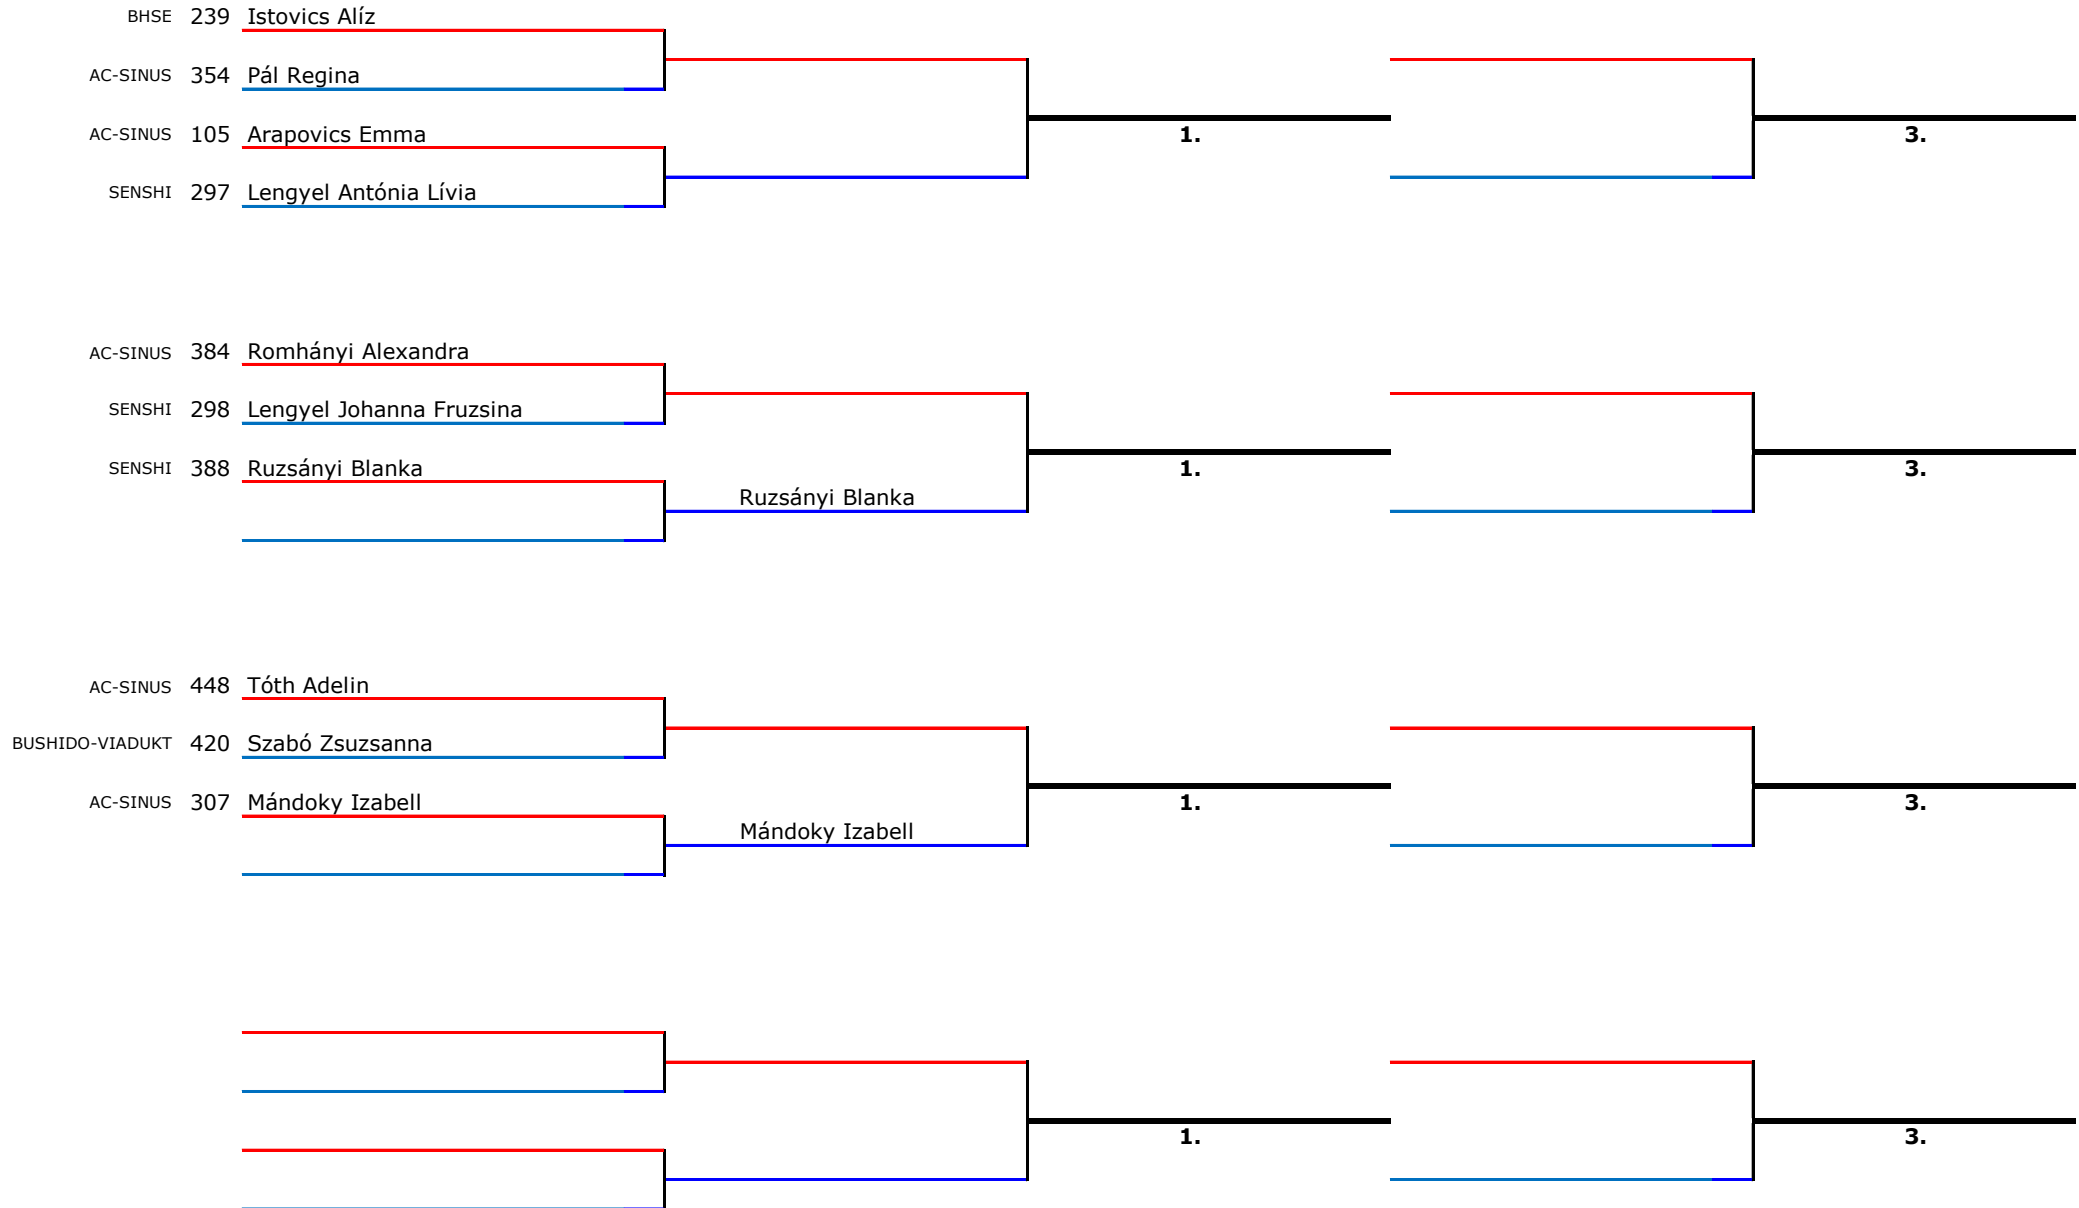 BHSE 239 Istovics Alíz
AC-SINUS 354 Pál Regina
AC-SINUS 105 Arapovics Emma 1. 3.
SENSHI 297 Lengyel Antónia Lívia
AC-SINUS 384 Romhányi Alexandra
SENSHI 298 Lengyel Johanna Fruzsina
SENSHI 388 Ruzsányi Blanka 1. 3.
Ruzsányi Blanka
AC-SINUS 448 Tóth Adelin
BUSHIDO-VIADUKT 420 Szabó Zsuzsanna
AC-SINUS 307 Mándoky Izabell 1. 3.
Mándoky Izabell
1. 3.